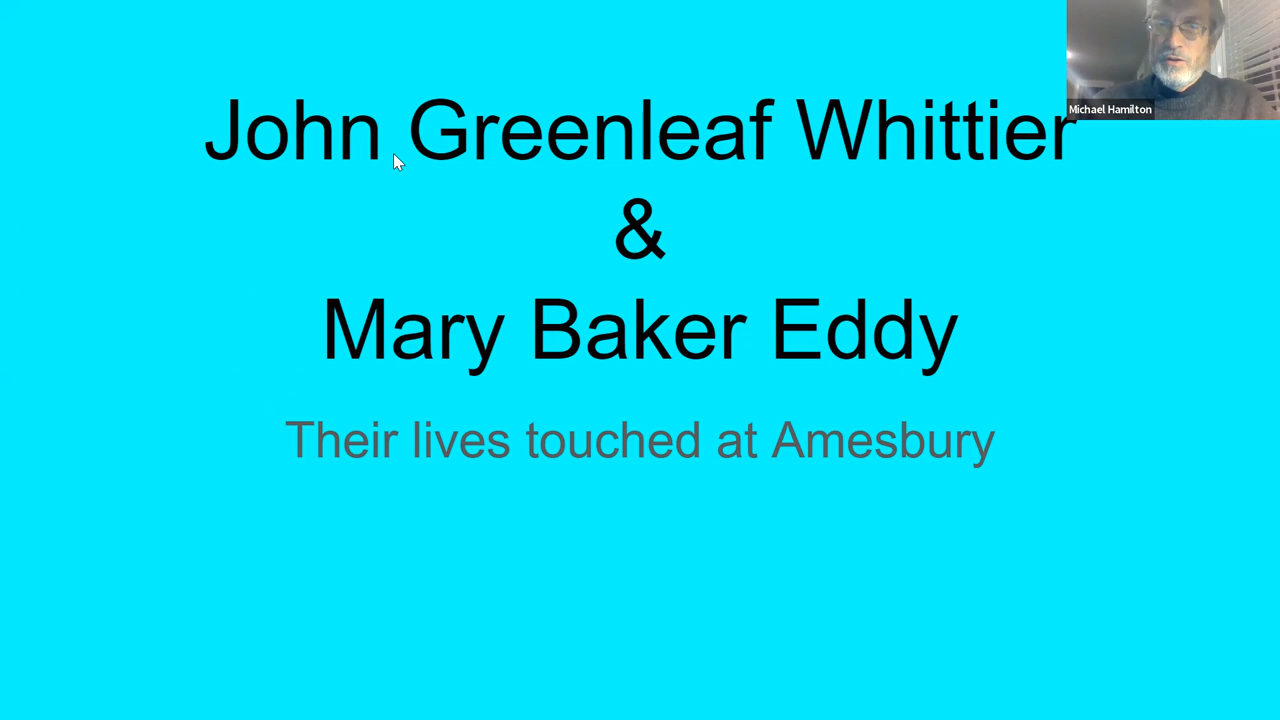 John Greenleaf Whittier
&
Mary Baker Eddy
Their lives touched at Amesbury
Michael Hamilton